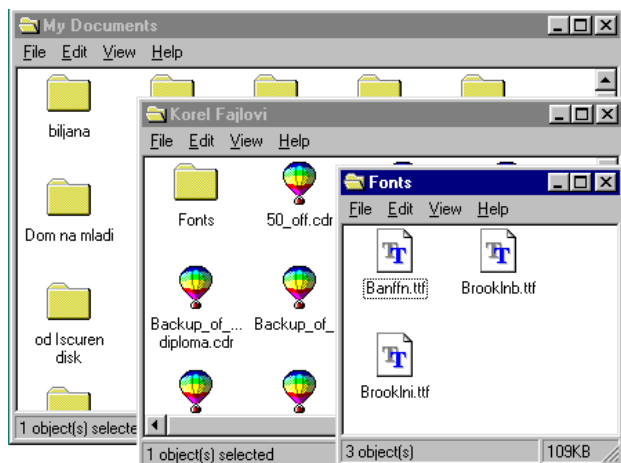 My Documents
File Edit View Help
biljana
Dom na mladi
od Iscuren
disk
1 object(s) selecte
Korel Fajlovi
File Edit View Help
Fonts
50_off.cdr
Backup_of_...
diploma.cdr
Backup_of_
1 object(s) selected
Fonts
File Edit View Help
Banffn.ttf
Brooklnb.ttf
Brooklni.ttf
3 object(s)
109KB